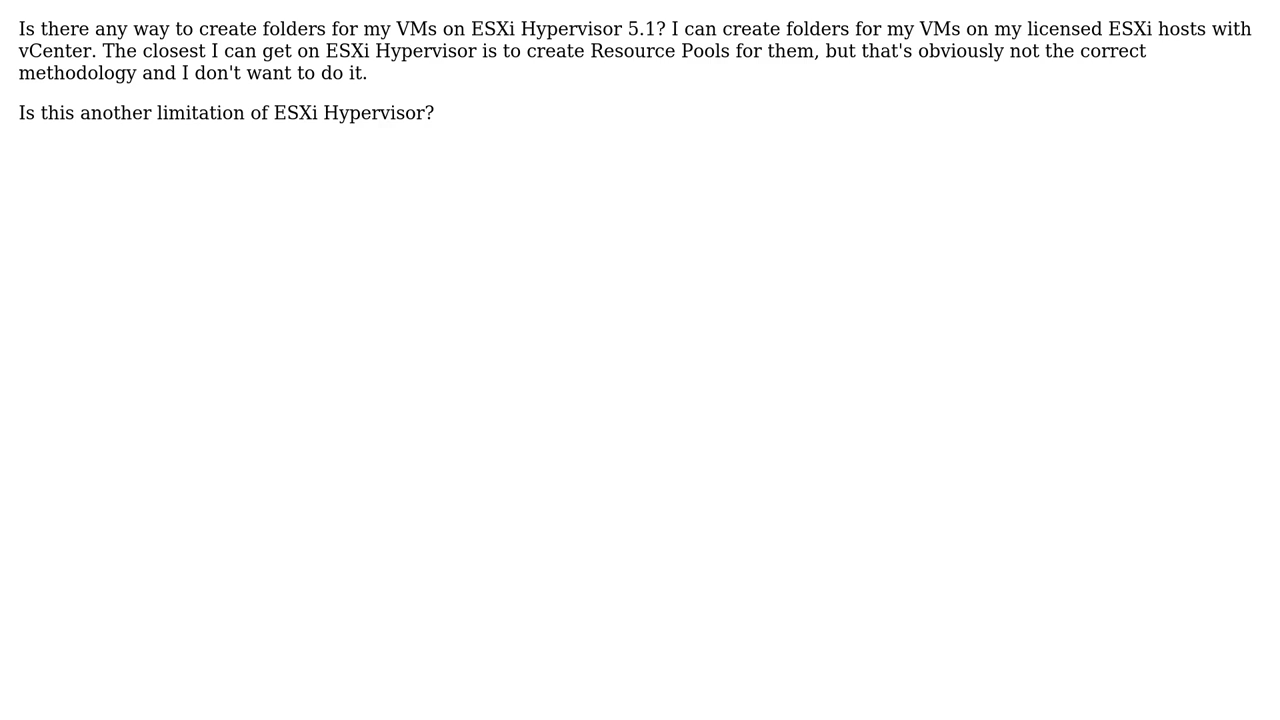 Is there any way to create folders for my VMs on ESXi Hypervisor 5.1? I can create folders for my VMs on my licensed ESXi hosts with
vCenter. The closest I can get on ESXi Hypervisor is to create Resource Pools for them, but that's obviously not the correct
methodology and I don't want to do it.
Is this another limitation of ESXi Hypervisor?